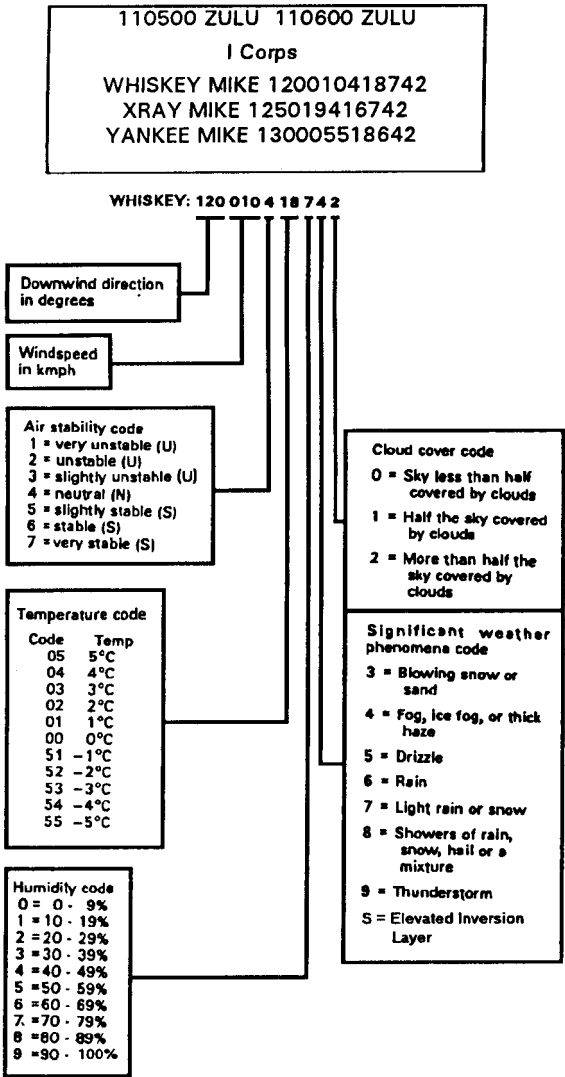 110500 ZULU 110600 ZULU
I Corps
WHISKEY MIKE 120010418742
XRAY MIKE 125019416742
YANKEE MIKE 130005518642
WHISKEY: 120 010 4 18 7 4 2
Downwind direction
in degrees
Windspeed
in kmph
Air stability code
1 = very unstable (U)
2 = unstable (U)
3 = slightly unstable (U)
4 = neutral (N)
5 = slightly stable (S)
6 = stable (S)
7 = very stable (S)
Temperature code
Code Temp
05 5°C
04 4°C
03 3°C
02 2°C
01 1°C
00 0°C
51 –1°C
52 –2°C
53 –3°C
54 –4°C
55 –5°C
Humidity code
0 = 0 - 9%
1 = 10 - 19%
2 = 20 - 29%
3 = 30 - 39%
4 = 40 - 49%
5 = 50 - 59%
6 = 60 - 69%
7 = 70 - 79%
8 = 80 - 89%
9 = 90 - 100%
Cloud cover code
0 = Sky less than half
covered by clouds
1 = Half the sky covered
by clouds
2 = More than half the
sky covered by
clouds
Significant weather
phenomena code
3 = Blowing snow or
sand
4 = Fog, ice fog, or thick
haze
5 = Drizzle
6 = Rain
7 = Light rain or snow
8 = Showers of rain,
snow, hail or a
mixture
9 = Thunderstorm
S = Elevated Inversion
Layer